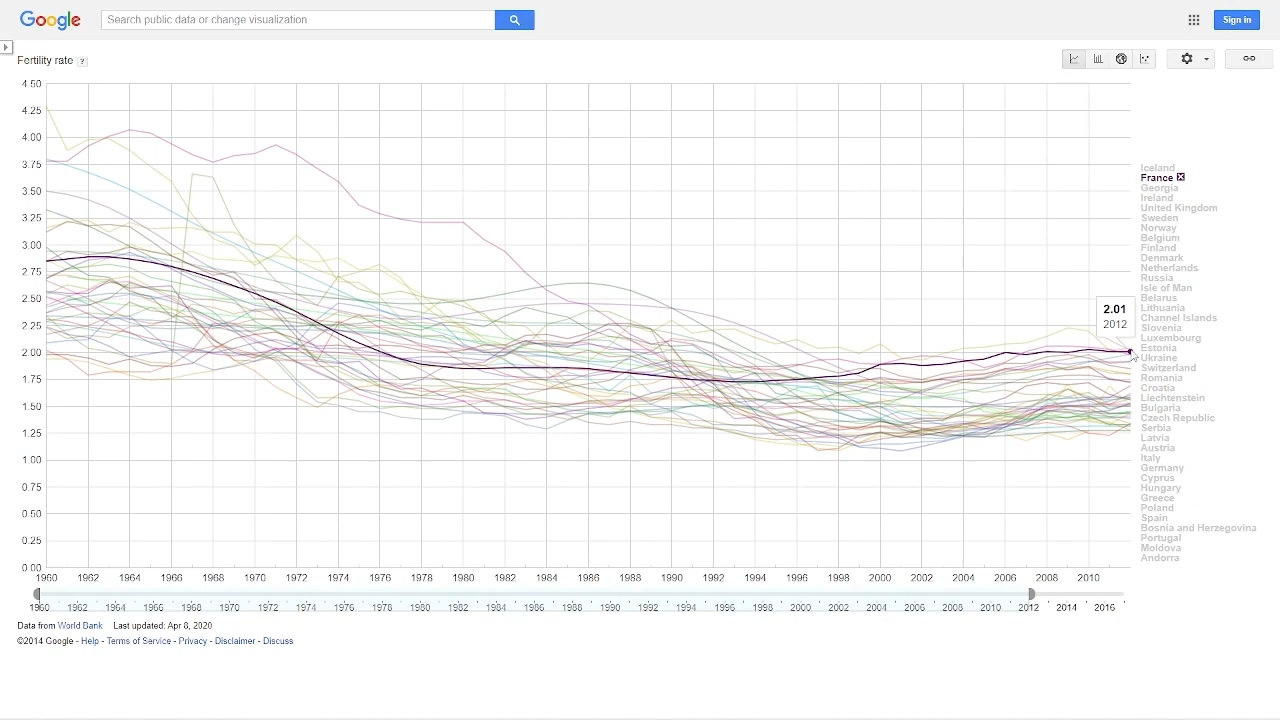 Google
Search public data or change visualization
Sign in
Fertility rate ?
4.50
4.25
4.00
3.75
3.50
3.25
3.00
2.75
2.50
2.25
2.00
1.75
1.50
1.25
1.00
0.75
0.50
0.25
0.00
2.01
2012
Iceland
France
Georgia
Ireland
United Kingdom
Sweden
Norway
Belgium
Finland
Denmark
Netherlands
Russia
Isle of Man
Belarus
Lithuania
Channel Islands
Slovenia
Luxembourg
Estonia
Ukraine
Switzerland
Romania
Croatia
Liechtenstein
Bulgaria
Czech Republic
Serbia
Latvia
Austria
Italy
Germany
Cyprus
Hungary
Greece
Poland
Spain
Bosnia and Herzegovina
Portugal
Moldova
Andorra
1960 1962 1964 1966 1968 1970 1972 1974 1976 1978 1980 1982 1984 1986 1988 1990 1992 1994 1996 1998 2000 2002 2004 2006 2008 2010
1960 1962 1964 1966 1968 1970 1972 1974 1976 1978 1980 1982 1984 1986 1988 1990 1992 1994 1996 1998 2000 2002 2004 2006 2008 2010 2012 2014 2016
Data from World Bank Last updated: Apr 8, 2020
©2014 Google - Help - Terms of Service - Privacy - Disclaimer - Discuss